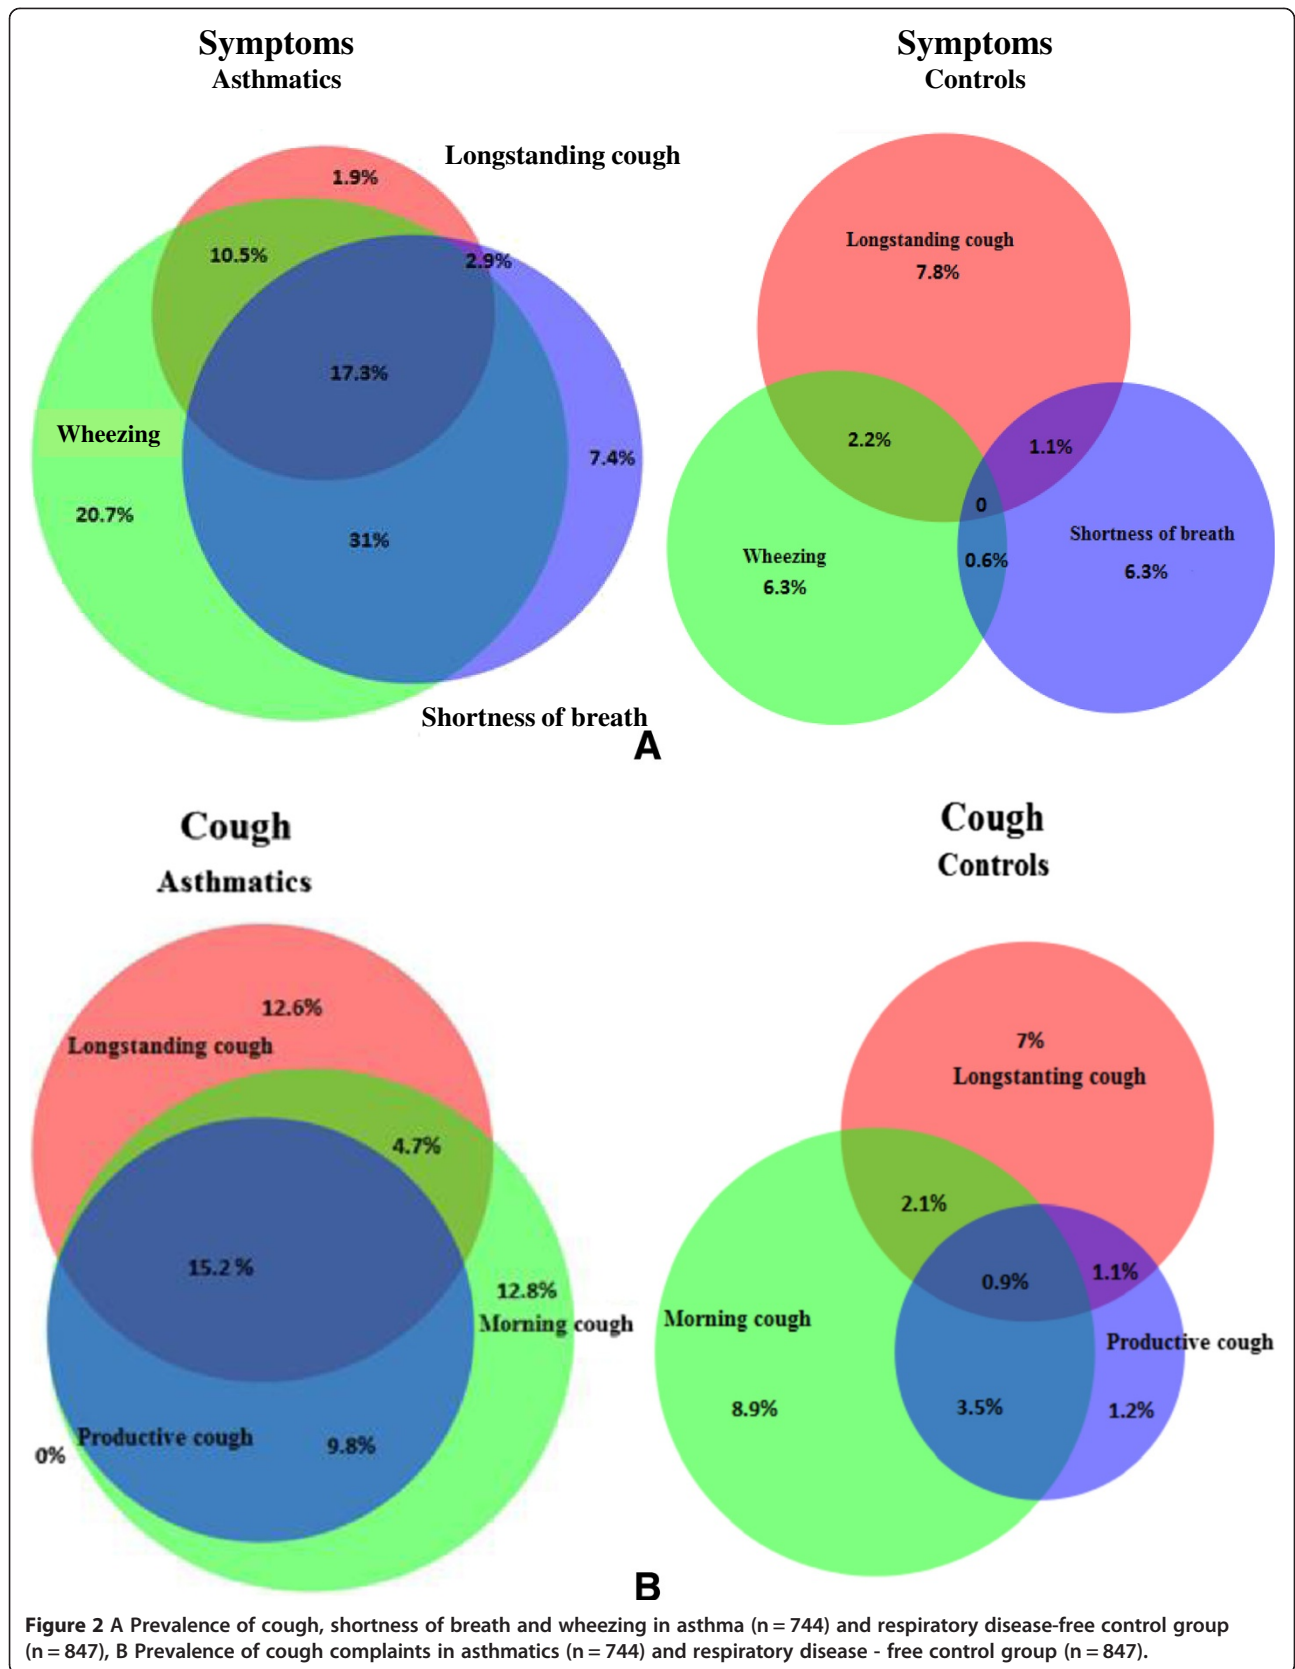 Symptoms
Asthmatics
Longstanding cough
1.9%
10.5%
2.9%
17.3%
Wheezing
7.4%
20.7%
31%
Shortness of breath
Symptoms
Controls
Longstanding cough
7.8%
2.2%
1.1%
0
Wheezing
6.3%
0.6%
Shortness of breath
6.3%
A
Cough
Asthmatics
12.6%
Longstanding cough
4.7%
15.2 %
12.8%
Morning cough
Productive cough
9.8%
0%
Cough
Controls
7%
Longstanting cough
2.1%
0.9%
1.1%
Morning cough
Productive cough
8.9%
3.5%
1.2%
B
Figure 2 A Prevalence of cough, shortness of breath and wheezing in asthma (n = 744) and respiratory disease-free control group
(n = 847), B Prevalence of cough complaints in asthmatics (n = 744) and respiratory disease - free control group (n = 847).